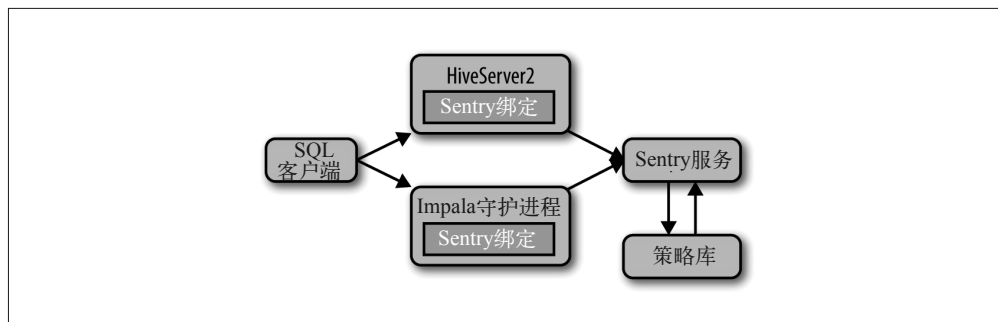 HiveServer2
Sentry绑定
SQL
客户端
Sentry服务
Impala守护进程
Sentry绑定
策略库